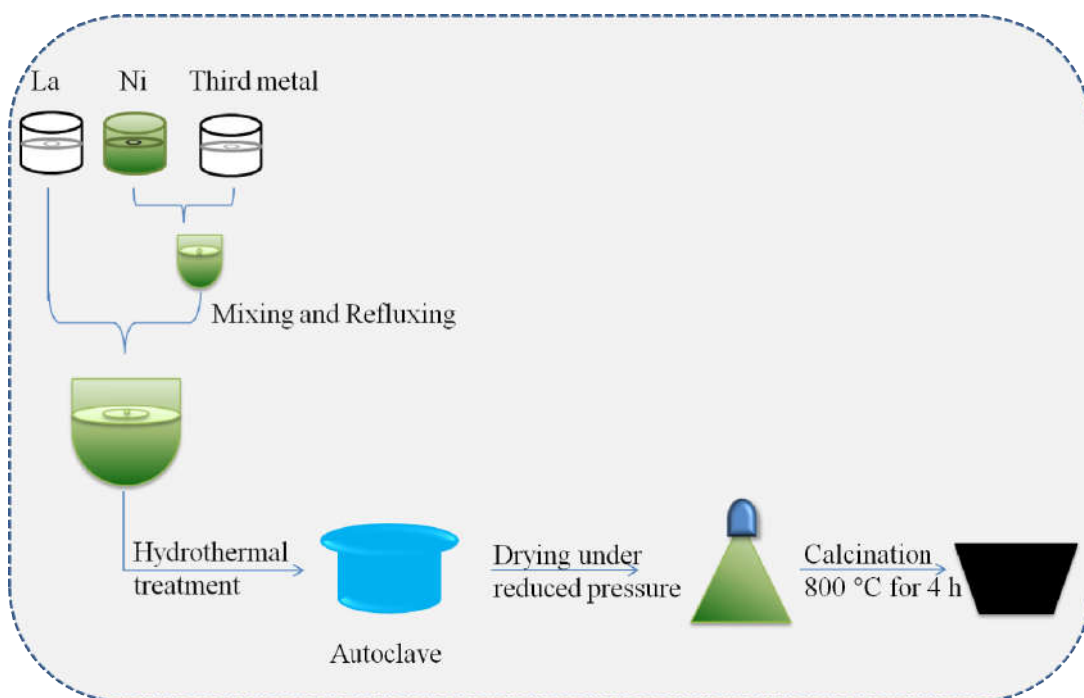 La
Ni
Third metal
Mixing and Refluxing
Hydrothermal
treatment
Autoclave
Drying under
reduced pressure
Calcination
800 °C for 4 h